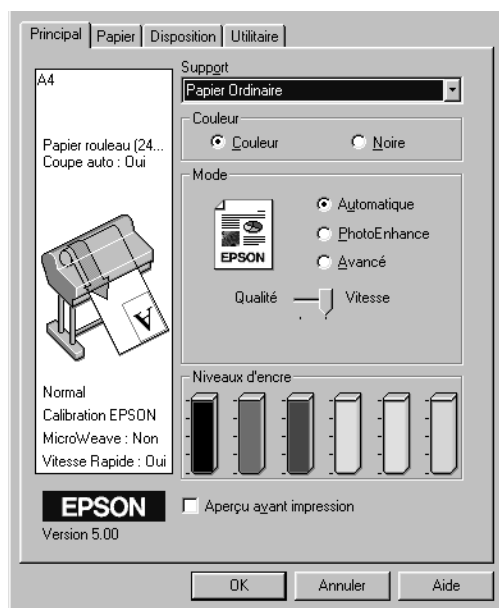 Principal Papier Disposition Utilitaire
A4
Papier rouleau (24...
Coupe auto : Oui
Normal
Calibration EPSON
MicroWeave : Non
Vitesse Rapide : Oui
EPSON
Version 5.00
Support
Papier Ordinaire
Couleur
Couleur Noire
Mode
EPSON
Automatique
PhotoEnhance
Avancé
Qualité Vitesse
Niveaux d'encre
Aperçu avant impression
OK Annuler Aide